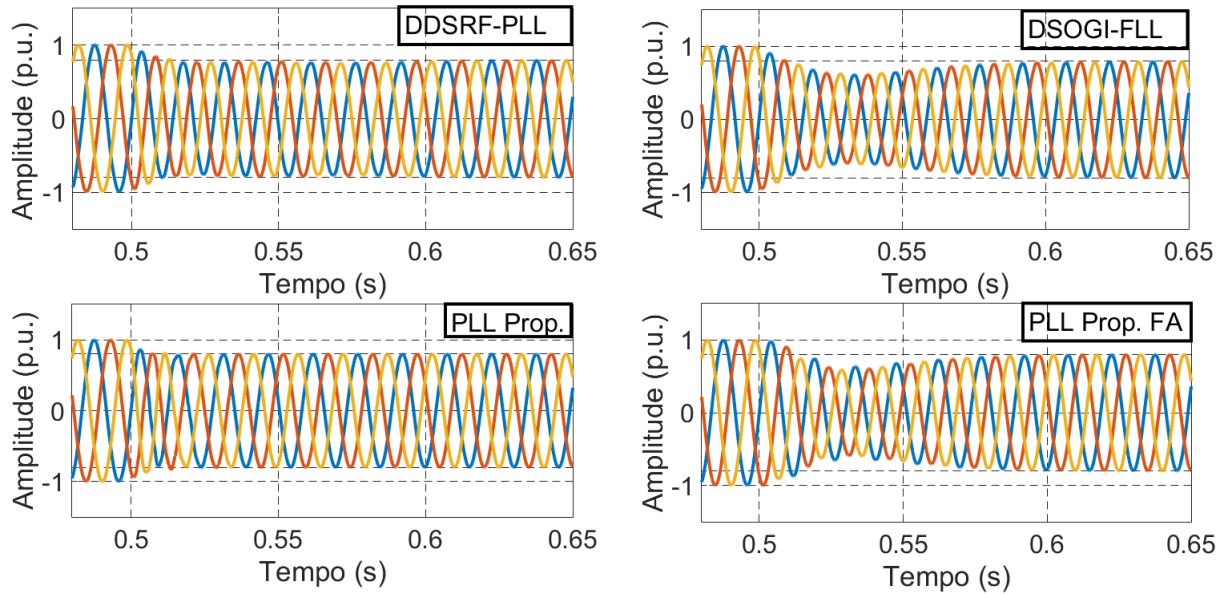 DDSRF-PLL
Amplitude (p.u.)
1
0
-1
0.5
0.55
0.6
0.65
Tempo (s)
DSOGI-FLL
Amplitude (p.u.)
1
0
-1
0.5
0.55
0.6
0.65
Tempo (s)
PLL Prop.
Amplitude (p.u.)
1
0
-1
0.5
0.55
0.6
0.65
Tempo (s)
PLL Prop. FA
Amplitude (p.u.)
1
0
-1
0.5
0.55
0.6
0.65
Tempo (s)